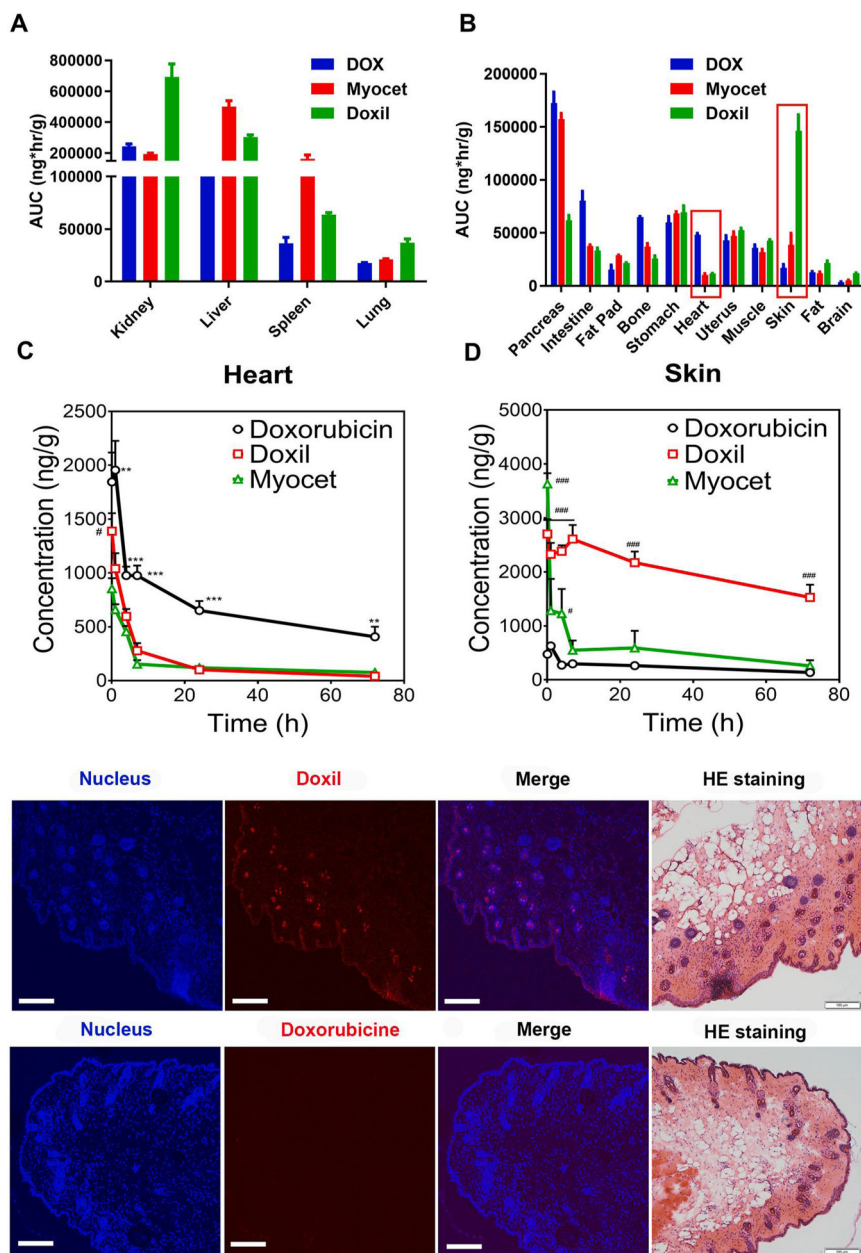 A
AUC (ng*hr/g)
800000
600000
400000
200000
100000
50000
0
DOX
Myocet
Doxil
Kidney
Liver
Spleen
Lung
B
AUC (ng*hr/g)
200000
150000
100000
50000
0
DOX
Myocet
Doxil
Pancreas
Intestine
Fat Pad
Bone
Stomach
Heart
Uterus
Muscle
Skin
Fat
Brain
C
Heart
Concentration (ng/g)
2500
2000
1500
1000
500
0
Doxorubicin
Doxil
Myocet
**
#
***
***
***
**
0 20 40 60 80
Time (h)
D
Skin
Concentration (ng/g)
5000
4000
3000
2000
1000
0
Doxorubicin
Doxil
Myocet
###
###
###
###
#
0 20 40 60 80
Time (h)
Nucleus Doxil Merge HE staining
Nucleus Doxorubicine Merge HE staining